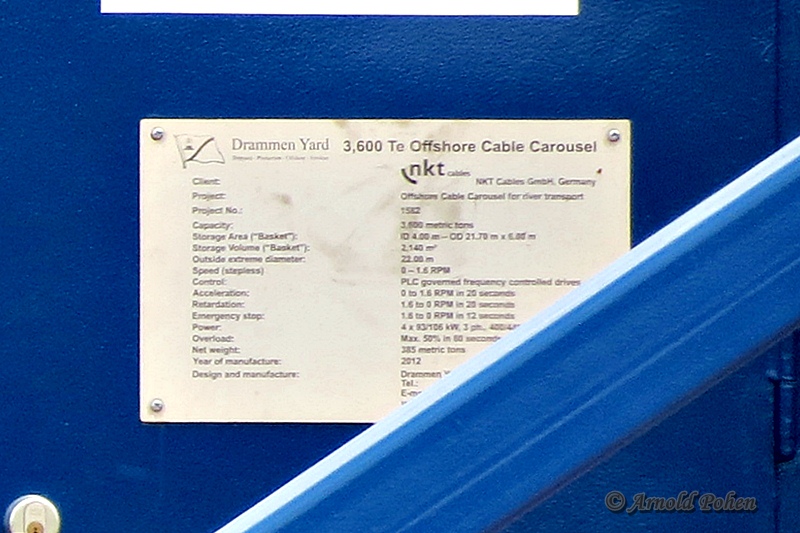 Drammen Yard 3,600 Te Offshore Cable Carousel
nkt cables
Client: NKT Cables GmbH, Germany
Project: Offshore Cable Carousel for river transport
Project No.: 1582
Capacity: 3,600 metric tons
Storage Area ("Basket"): ID 4.00 m – OD 21.70 m x 6.00 m
Storage Volume ("Basket"): 2,140 m³
Outside extreme diameter: 22.00 m
Speed (stepless) 0 – 1.6 RPM
Control: PLC governed frequency controlled drives
Acceleration: 0 to 1.6 RPM in 20 seconds
Retardation: 1.6 to 0 RPM in 20 seconds
Emergency stop: 1.6 to 0 RPM in 12 seconds
Power: 4 x 93/106 kW, 3 ph., 400/4
Overload: Max. 50% in 60 seconds
Net weight: 385 metric tons
Year of manufacture: 2012
Design and manufacture: Drammen Y
Tel.:
E-m
© Arnold Pohen